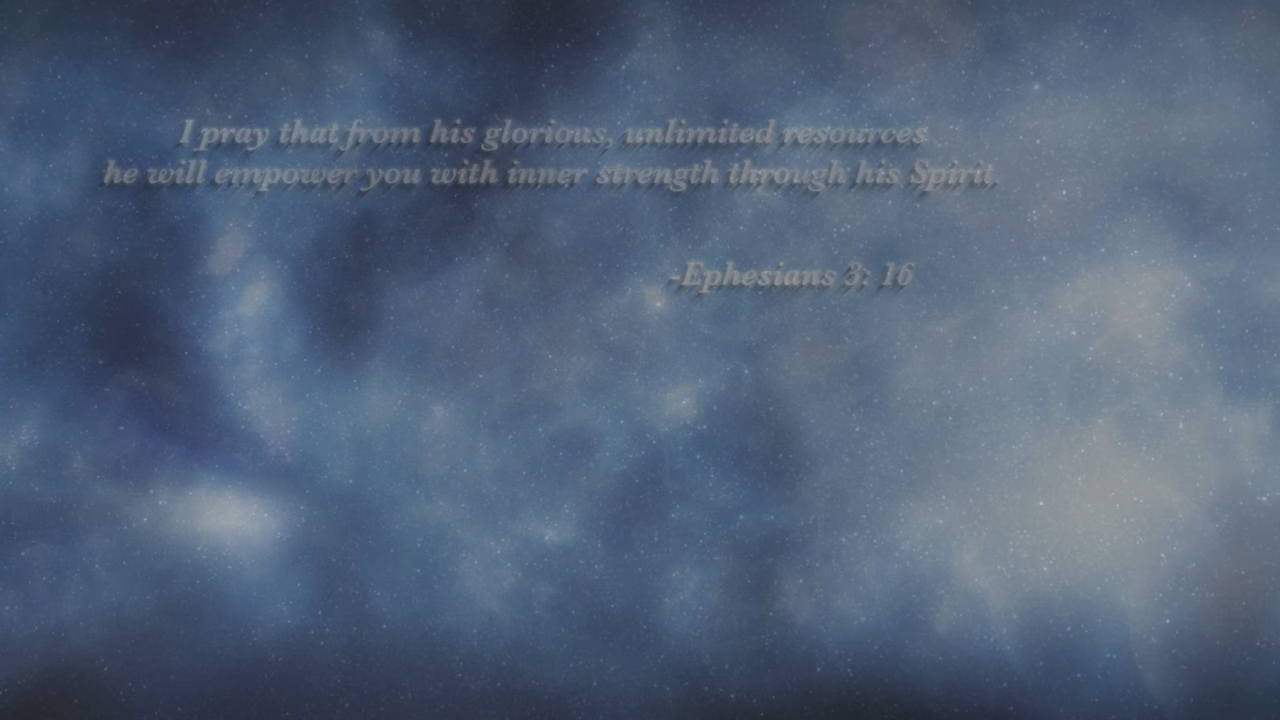 I pray that from his glorious, unlimited resources
he will empower you with inner strength through his Spirit.
-Ephesians 3: 16